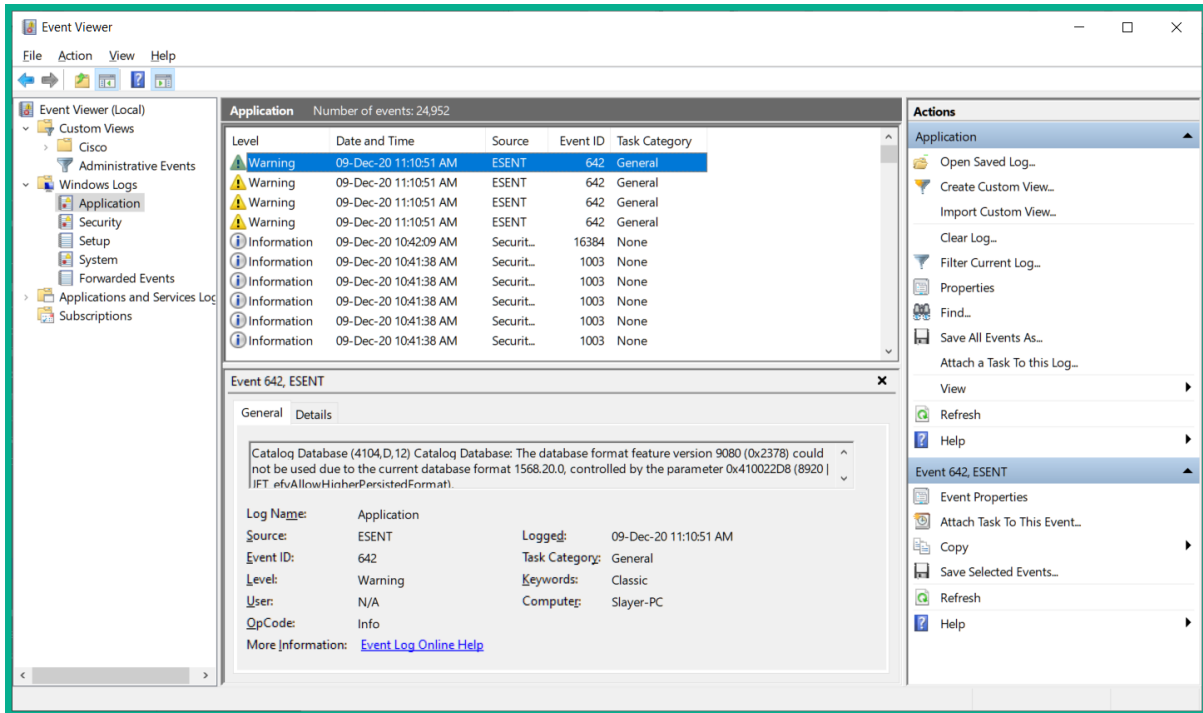 Event Viewer
File Action View Help
Event Viewer (Local)
Custom Views
Cisco
Administrative Events
Windows Logs
Application
Security
Setup
System
Forwarded Events
Applications and Services Log
Subscriptions
Application Number of events: 24,952
Level Date and Time Source Event ID Task Category
Warning 09-Dec-20 11:10:51 AM ESENT 642 General
Warning 09-Dec-20 11:10:51 AM ESENT 642 General
Warning 09-Dec-20 11:10:51 AM ESENT 642 General
Warning 09-Dec-20 11:10:51 AM ESENT 642 General
Information 09-Dec-20 10:42:09 AM Securit... 16384 None
Information 09-Dec-20 10:41:38 AM Securit... 1003 None
Information 09-Dec-20 10:41:38 AM Securit... 1003 None
Information 09-Dec-20 10:41:38 AM Securit... 1003 None
Information 09-Dec-20 10:41:38 AM Securit... 1003 None
Information 09-Dec-20 10:41:38 AM Securit... 1003 None
Event 642, ESENT
General Details
Catalog Database (4104,D,12) Catalog Database: The database format feature version 9080 (0x2378) could
not be used due to the current database format 1568.20.0, controlled by the parameter 0x410022D8 (8920 |
JET_efvAllowHigherPersistedFormat).
Log Name: Application
Source: ESENT Logged: 09-Dec-20 11:10:51 AM
Event ID: 642 Task Category: General
Level: Warning Keywords: Classic
User: N/A Computer: Slayer-PC
OpCode: Info
More Information: Event Log Online Help
Actions
Application
Open Saved Log...
Create Custom View...
Import Custom View...
Clear Log...
Filter Current Log...
Properties
Find...
Save All Events As...
Attach a Task To this Log...
View
Refresh
Help
Event 642, ESENT
Event Properties
Attach Task To This Event...
Copy
Save Selected Events...
Refresh
Help